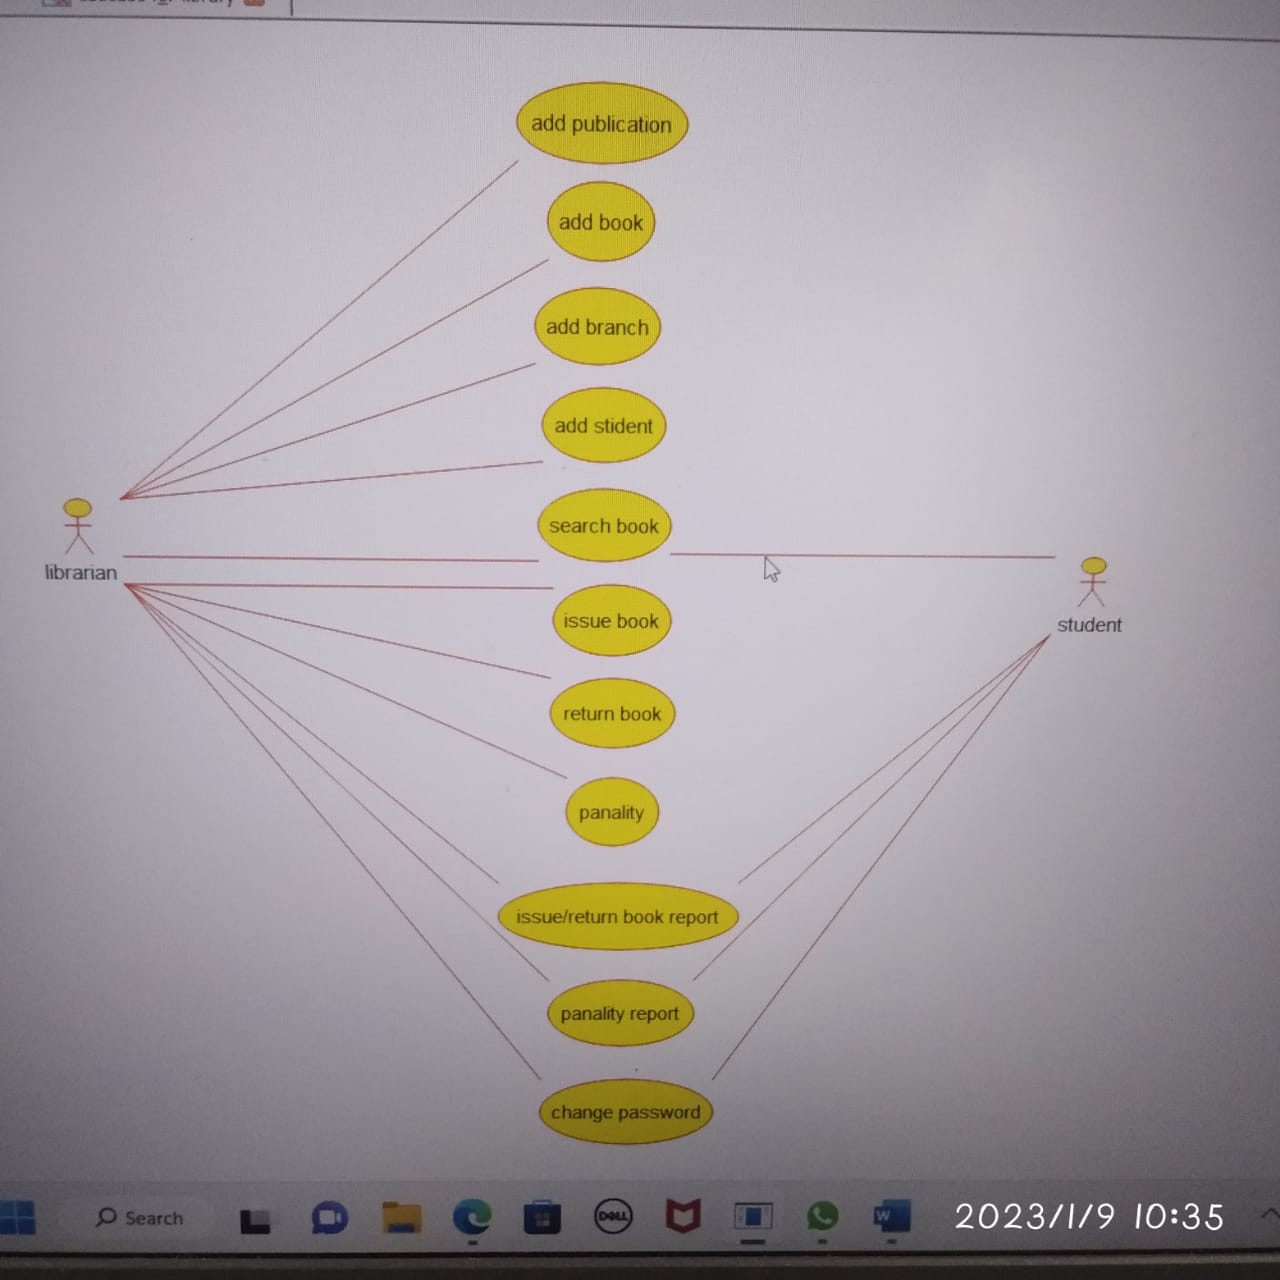 add publication
add book
add branch
add stident
search book
issue book
return book
panality
issue/return book report
panality report
change password
librarian
student
Search
DELL
W
2023/1/9 10:35